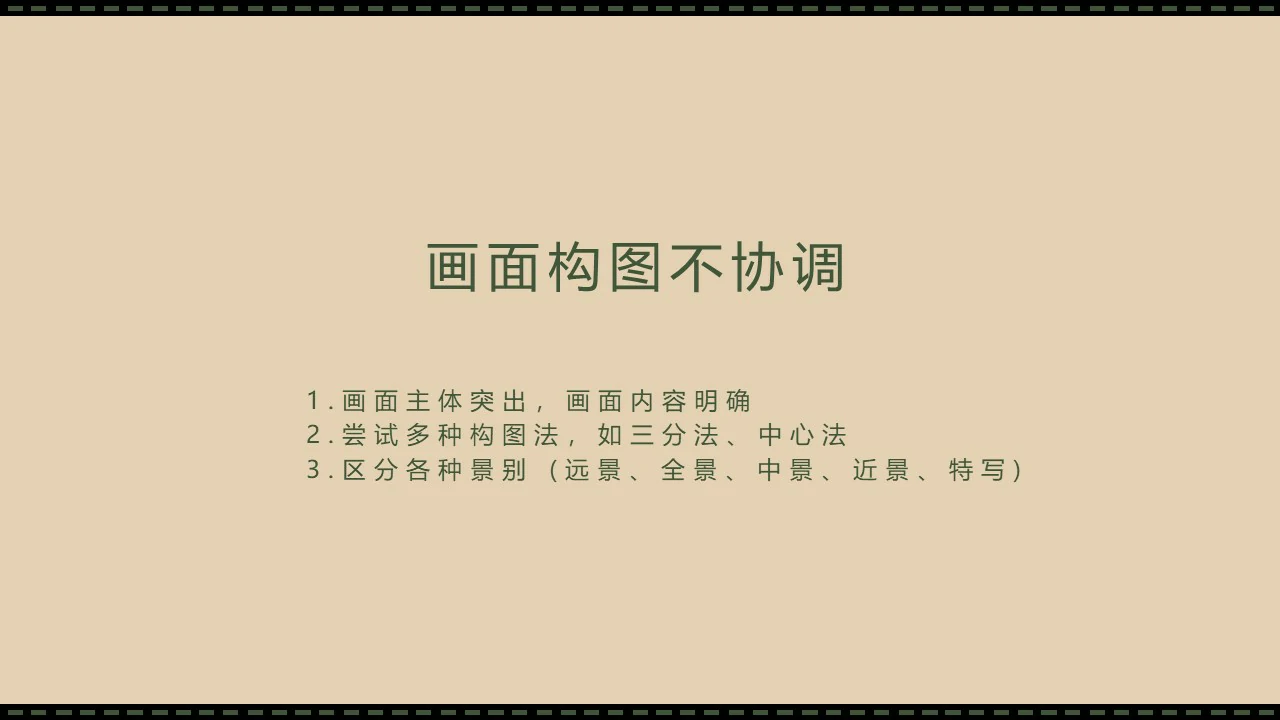 画面构图不协调
1.画面主体突出，画面内容明确
2.尝试多种构图法，如三分法、中心法
3.区分各种景别（远景、全景、中景、近景、特写）